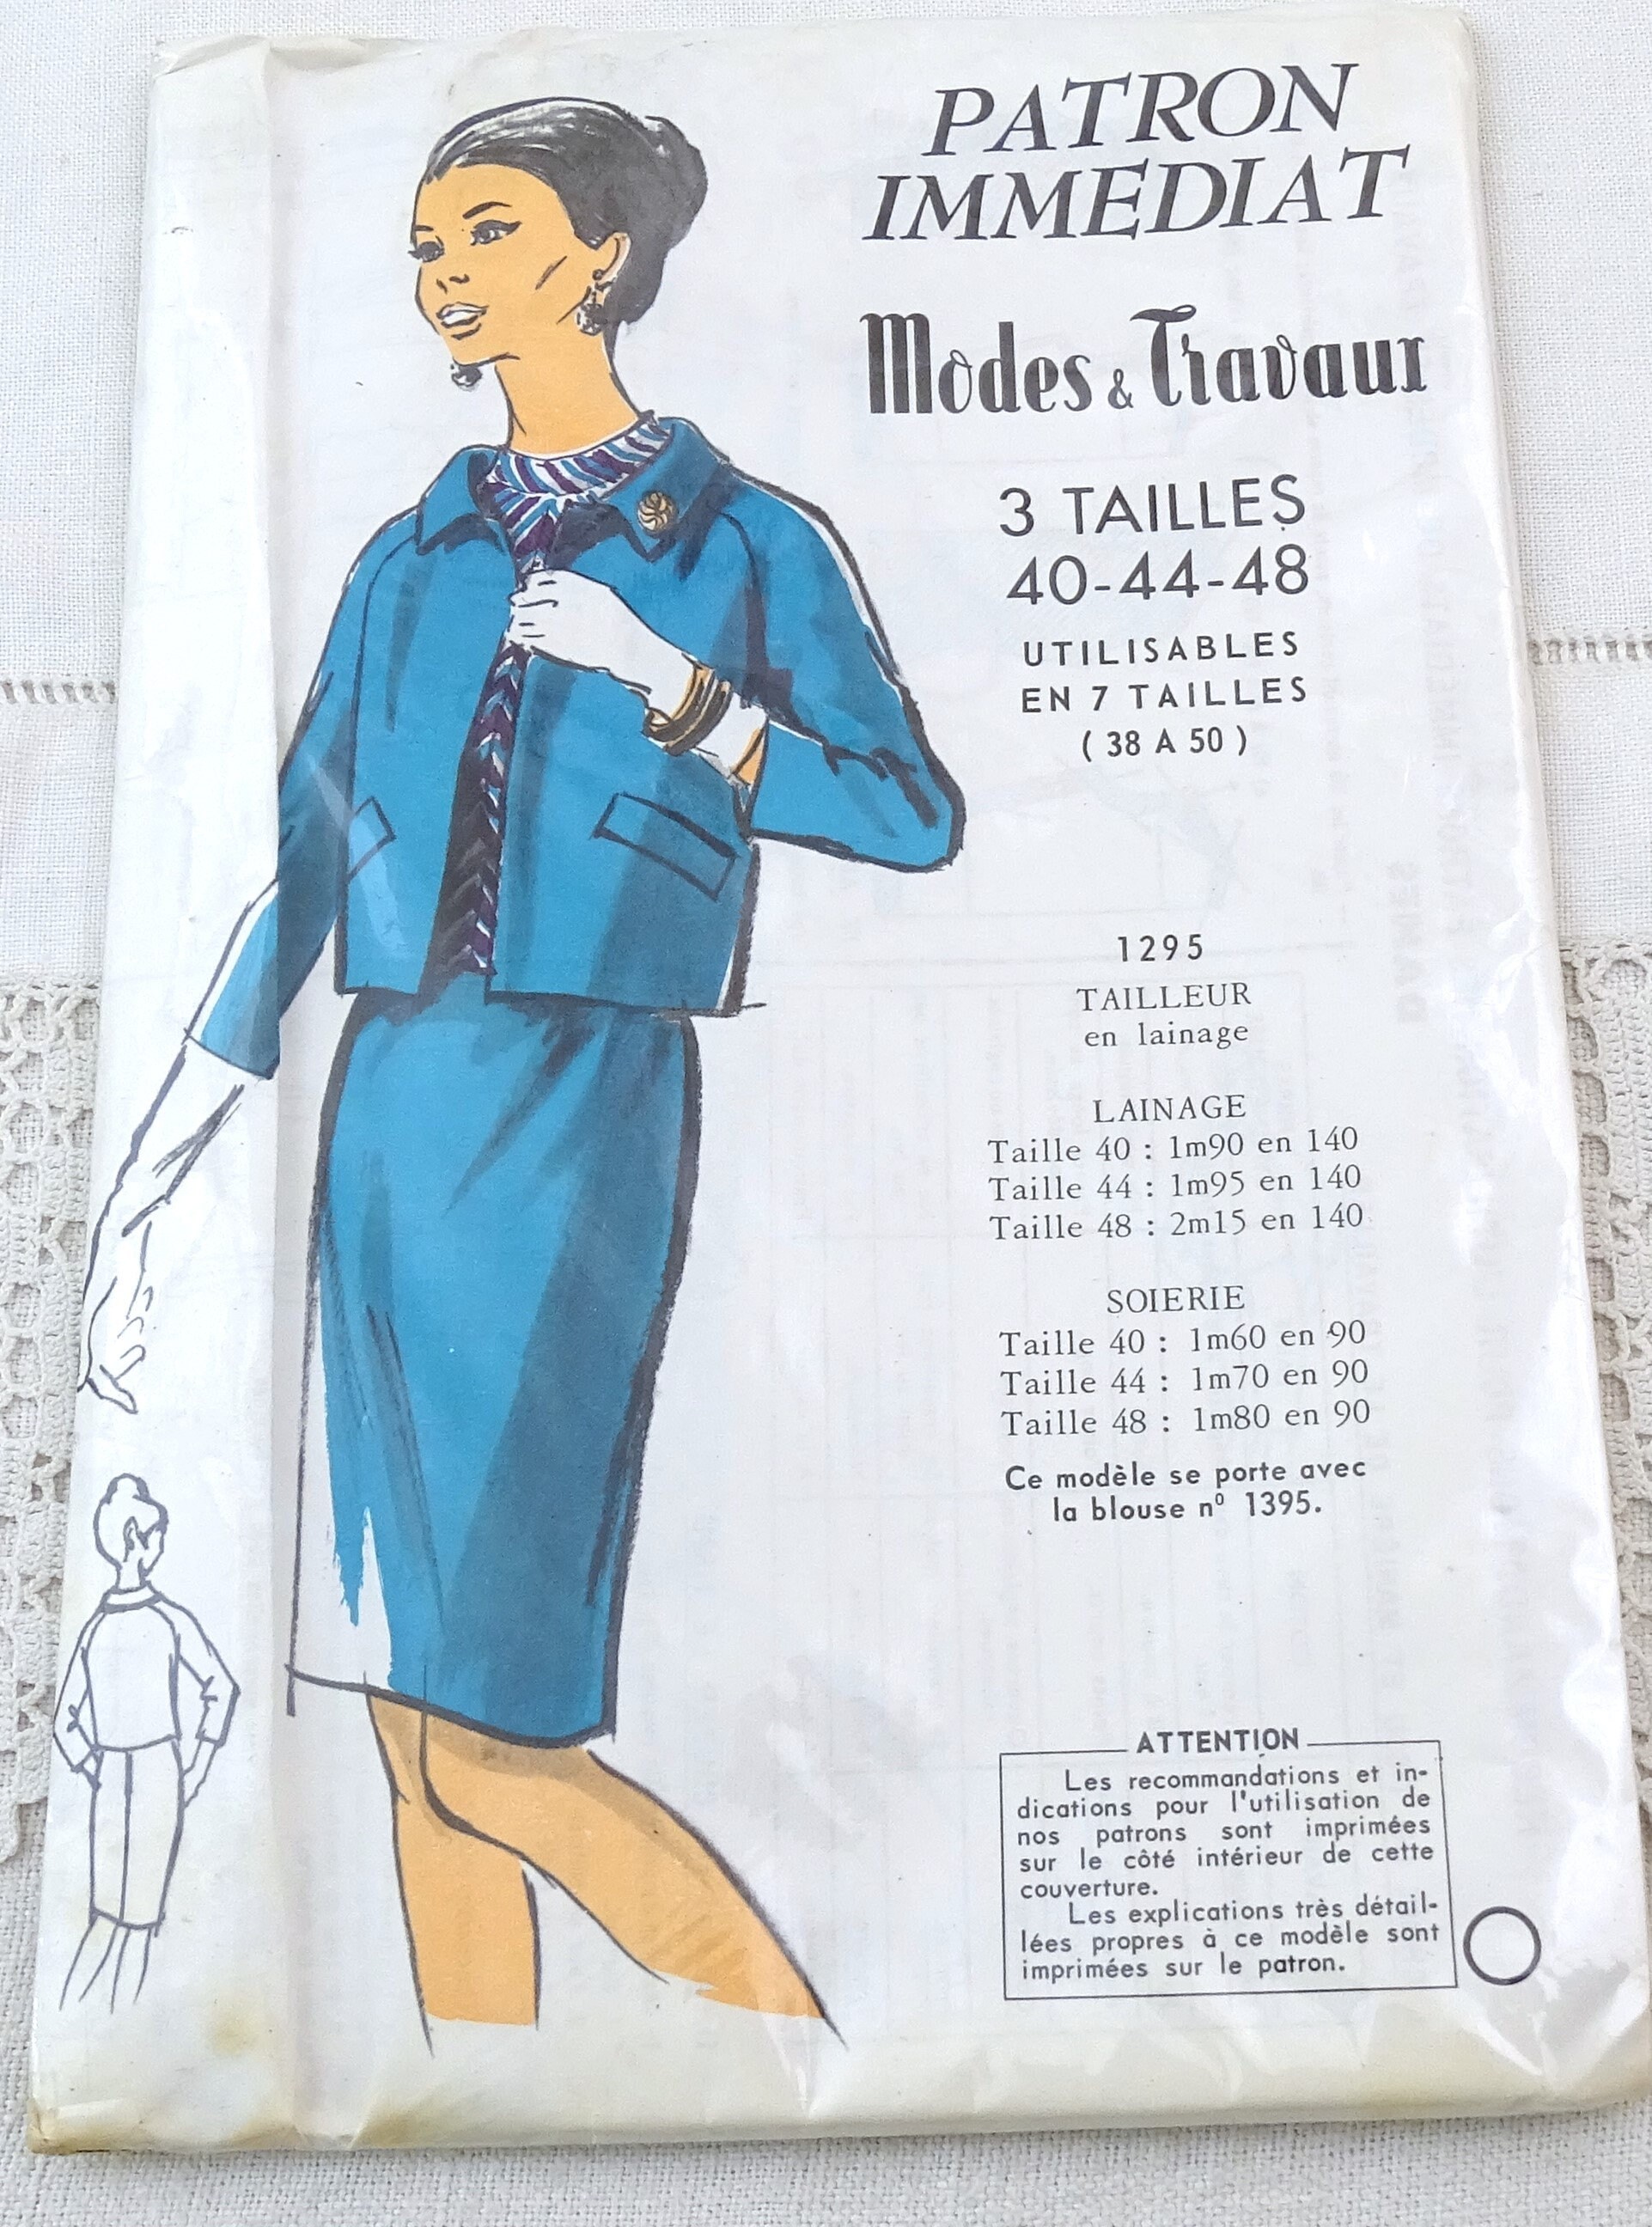 PATRON
IMMEDIAT
Modes & Travaux
3 TAILLES
40-44-48
UTILISABLES
EN 7 TAILLES
( 38 A 50 )
1295
TAILLEUR
en lainage
LAINAGE
Taille 40 : 1m90 en 140
Taille 44 : 1m95 en 140
Taille 48 : 2m15 en 140
SOIERIE
Taille 40 : 1m60 en 90
Taille 44 : 1m70 en 90
Taille 48 : 1m80 en 90
Ce modèle se porte avec
la blouse nº 1395.
ATTENTION
Les recommandations et in-
dications pour l'utilisation de
nos patrons sont imprimées
sur le côté intérieur de cette
couverture.
Les explications très détail-
lées propres à ce modèle sont
imprimées sur le patron.